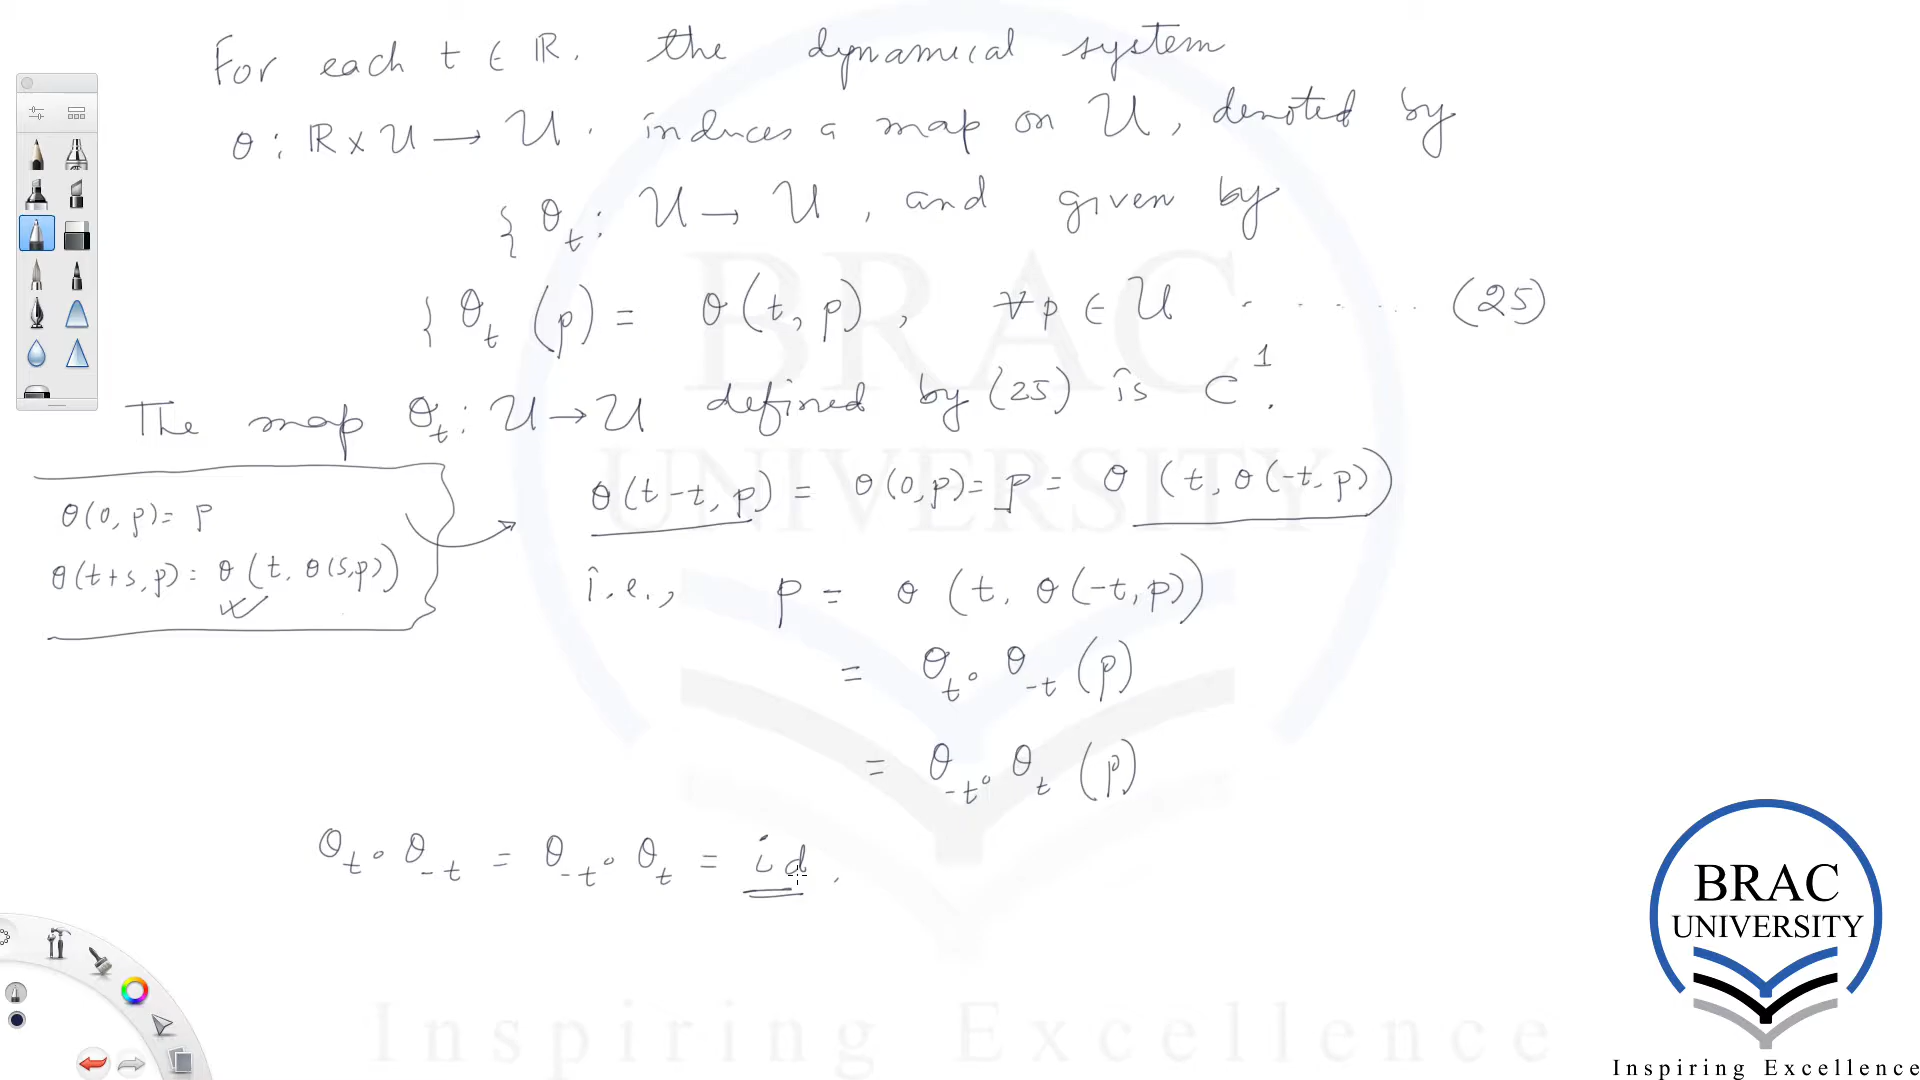 For each t ∈ ℝ, the dynamical system
θ : ℝ × U → U, induces a map on U, denoted by
{ θ_t : U → U, and given by
{ θ_t (p) = θ(t, p), ∀p ∈ U - ....... (25)
The map θ_t : U → U defined by (25) is C^1.
θ(t-t, p) = θ(0, p) = p = θ (t, θ(-t, p))
θ(0, p) = p
θ(t+s, p) = θ (t, θ(s,p))
i.e., p = θ (t, θ(-t, p))
= θ_t ∘ θ_-t (p)
= θ_-t ∘ θ_t (p)
θ_t ∘ θ_-t = θ_-t ∘ θ_t = id.
BRAC
UNIVERSITY
Inspiring Excellence
BRAC
UNIVERSITY
Inspiring Excellence